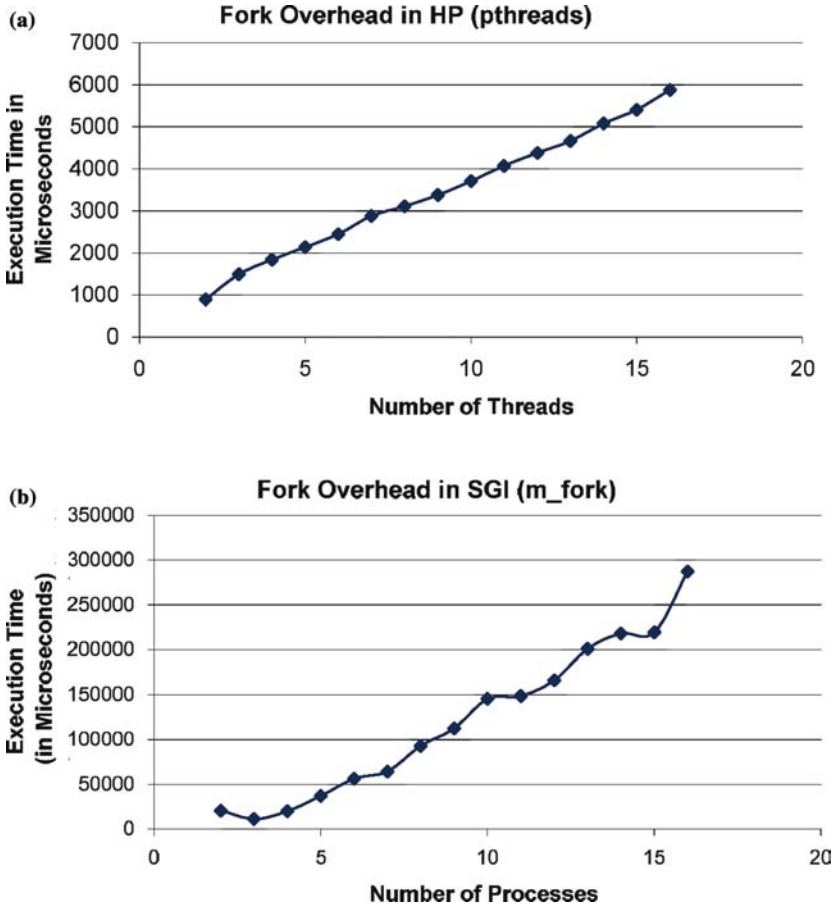 (a)
Fork Overhead in HP (pthreads)
7000
6000
5000
4000
3000
2000
1000
0
Execution Time in
Microseconds
0 5 10 15 20
Number of Threads
(b)
Fork Overhead in SGI (m_fork)
350000
300000
250000
200000
150000
100000
50000
0
Execution Time
(in Microseconds)
0 5 10 15 20
Number of Processes